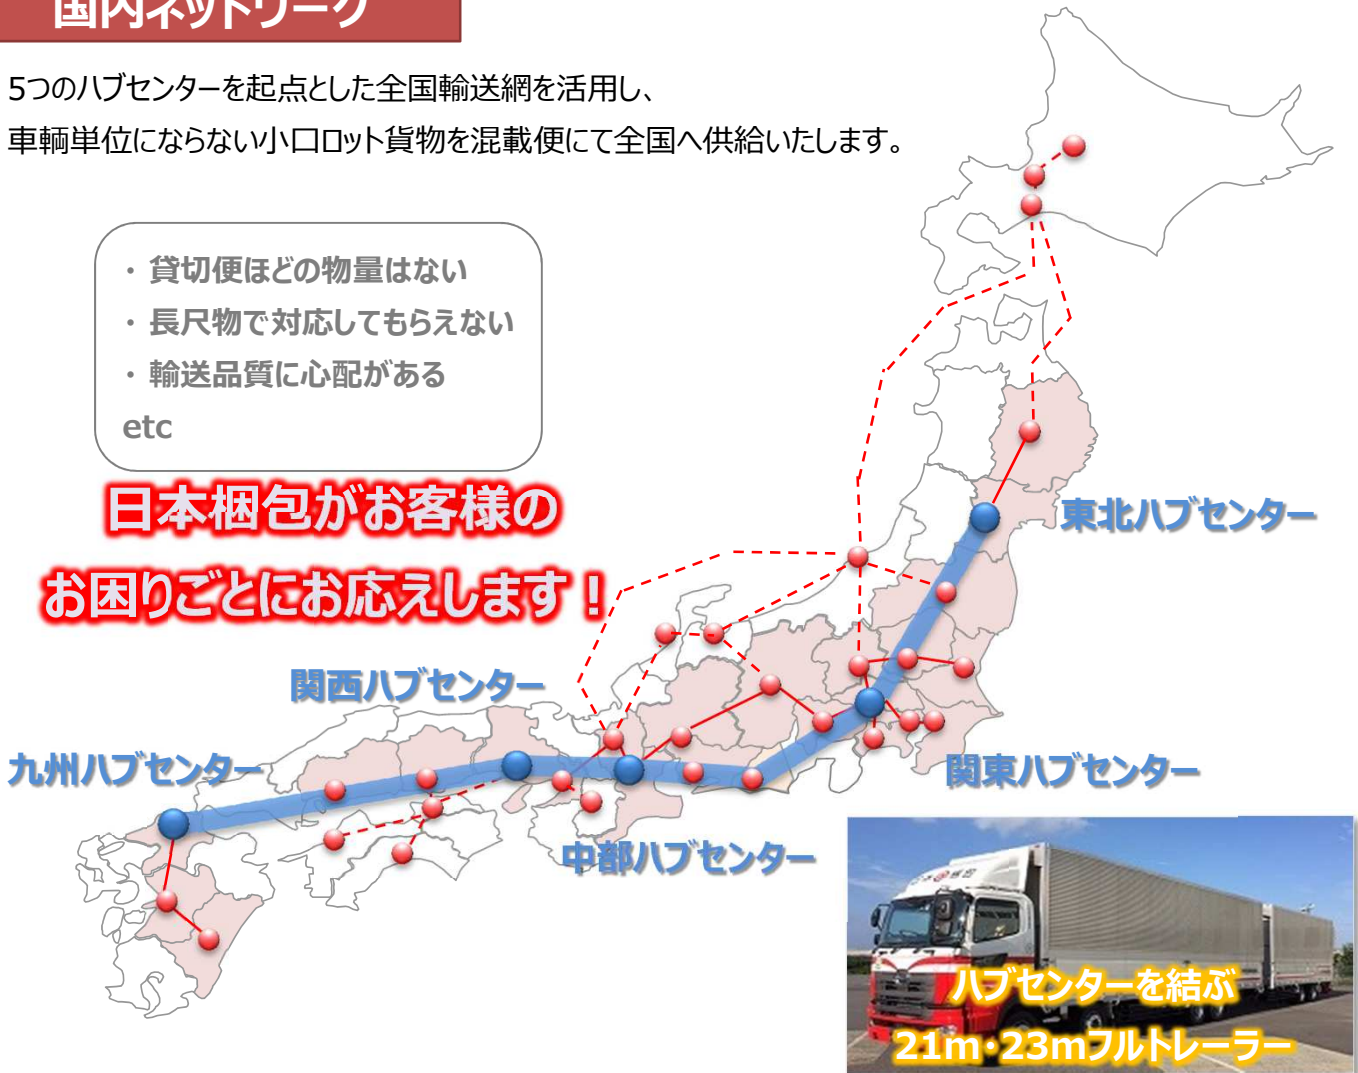 国内ネットワーク
5つのハブセンターを起点とした全国輸送網を活用し、
車輌単位にならない小口ロット貨物を混載便にて全国へ供給いたします。
・ 貸切便ほどの物量はない
・ 長尺物で対応してもらえない
・ 輸送品質に心配がある
etc
日本梱包がお客様の
お困りごとにお応えします！
東北ハブセンター
関西ハブセンター
九州ハブセンター
関東ハブセンター
中部ハブセンター
ハブセンターを結ぶ
21m・23mフルトレーラー